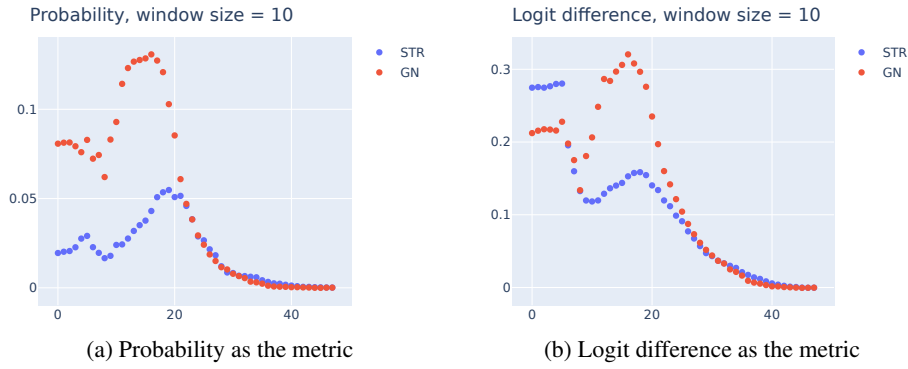 Probability, window size = 10
STR
GN
0.1
0.05
0
0
20
40
(a) Probability as the metric
Logit difference, window size = 10
STR
GN
0.3
0.2
0.1
0
0
20
40
(b) Logit difference as the metric